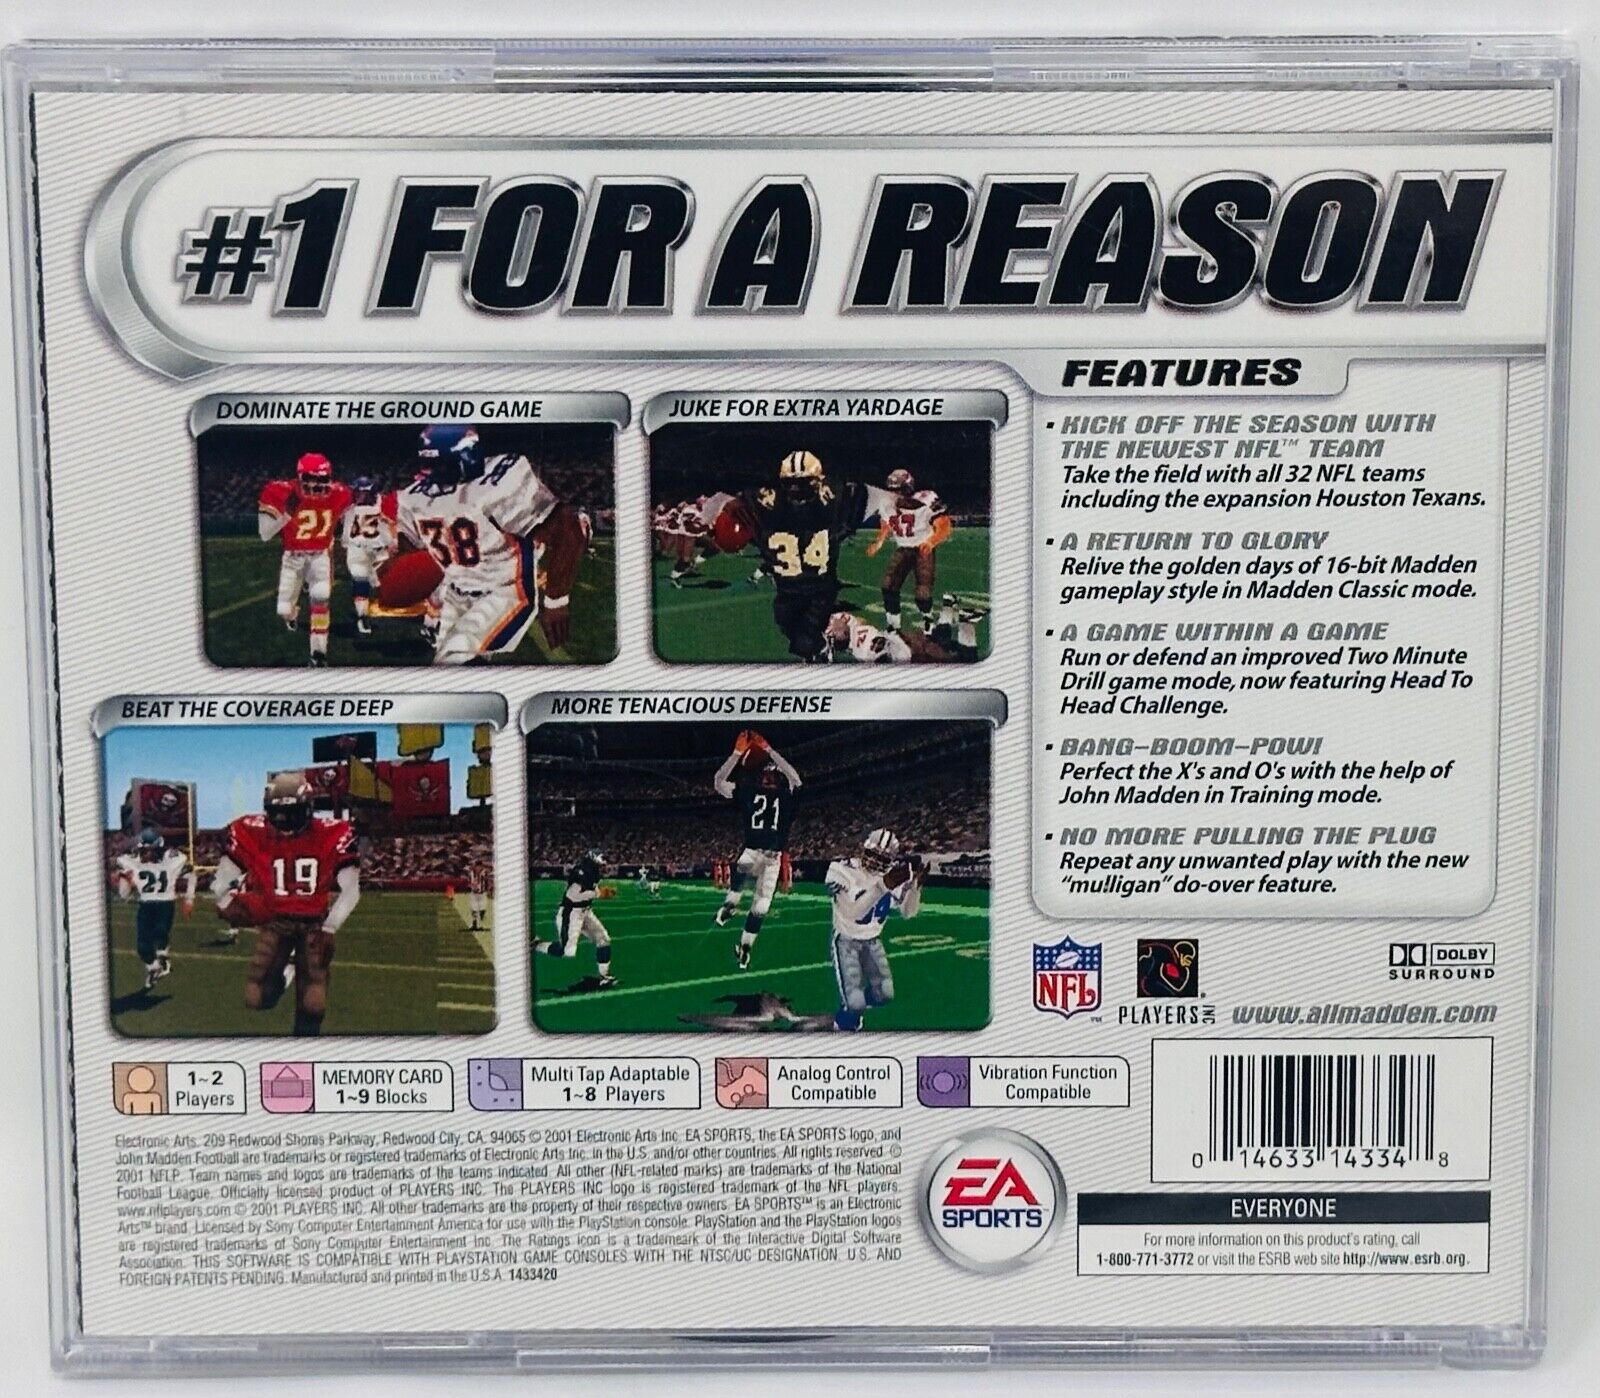 #1 FOR A REASON
DOMINATE THE GROUND GAME
21
38
JUKE FOR EXTRA YARDAGE
34
47
BEAT THE COVERAGE DEEP
21
19
MORE TENACIOUS DEFENSE
21
FEATURES
▪ KICK OFF THE SEASON WITH
THE NEWEST NFL™ TEAM
Take the field with all 32 NFL teams
including the expansion Houston Texans.
▪ A RETURN TO GLORY
Relive the golden days of 16-bit Madden
gameplay style in Madden Classic mode.
▪ A GAME WITHIN A GAME
Run or defend an improved Two Minute
Drill game mode, now featuring Head To
Head Challenge.
▪ BANG-BOOM-POW!
Perfect the X's and O's with the help of
John Madden in Training mode.
▪ NO MORE PULLING THE PLUG
Repeat any unwanted play with the new
"mulligan" do-over feature.
NFL™
PLAYERS INC®
DOLBY
SURROUND
www.allmadden.com
1~2
Players
MEMORY CARD
1~9 Blocks
Multi Tap Adaptable
1~8 Players
Analog Control
Compatible
Vibration Function
Compatible
Electronic Arts, 209 Redwood Shores Parkway, Redwood City, CA 94065 © 2001 Electronic Arts Inc. EA SPORTS, the EA SPORTS logo, and
John Madden Football are trademarks or registered trademarks of Electronic Arts Inc. in the U.S. and/or other countries. All rights reserved. ©
2001 NFLP. Team names and logos are trademarks of the teams indicated. All other (NFL-related marks) are trademarks of the National
Football League. Officially licensed product of PLAYERS INC. The PLAYERS INC logo is registered trademark of the NFL players.
www.nflplayers.com © 2001 PLAYERS INC. All other trademarks are the property of their respective owners. EA SPORTS™ is an Electronic
Arts™ brand. Licensed by Sony Computer Entertainment America for use with the PlayStation console. PlayStation and the PlayStation logos
are registered trademarks of Sony Computer Entertainment Inc. The Ratings icon is a trademark of the Interactive Digital Software
Association. THIS SOFTWARE IS COMPATIBLE WITH PLAYSTATION GAME CONSOLES WITH THE NTSC/UC DESIGNATION. U.S. AND
FOREIGN PATENTS PENDING. Manufactured and printed in the U.S.A. 1433420
EA
SPORTS™
0 14633 14334 8
EVERYONE
For more information on this product's rating, call
1-800-771-3772 or visit the ESRB web site http://www.esrb.org.